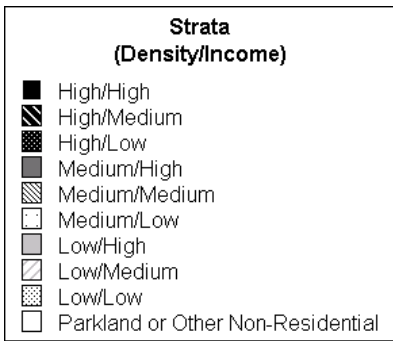 Strata
(Density/Income)
High/High
High/Medium
High/Low
Medium/High
Medium/Medium
Medium/Low
Low/High
Low/Medium
Low/Low
Parkland or Other Non-Residential